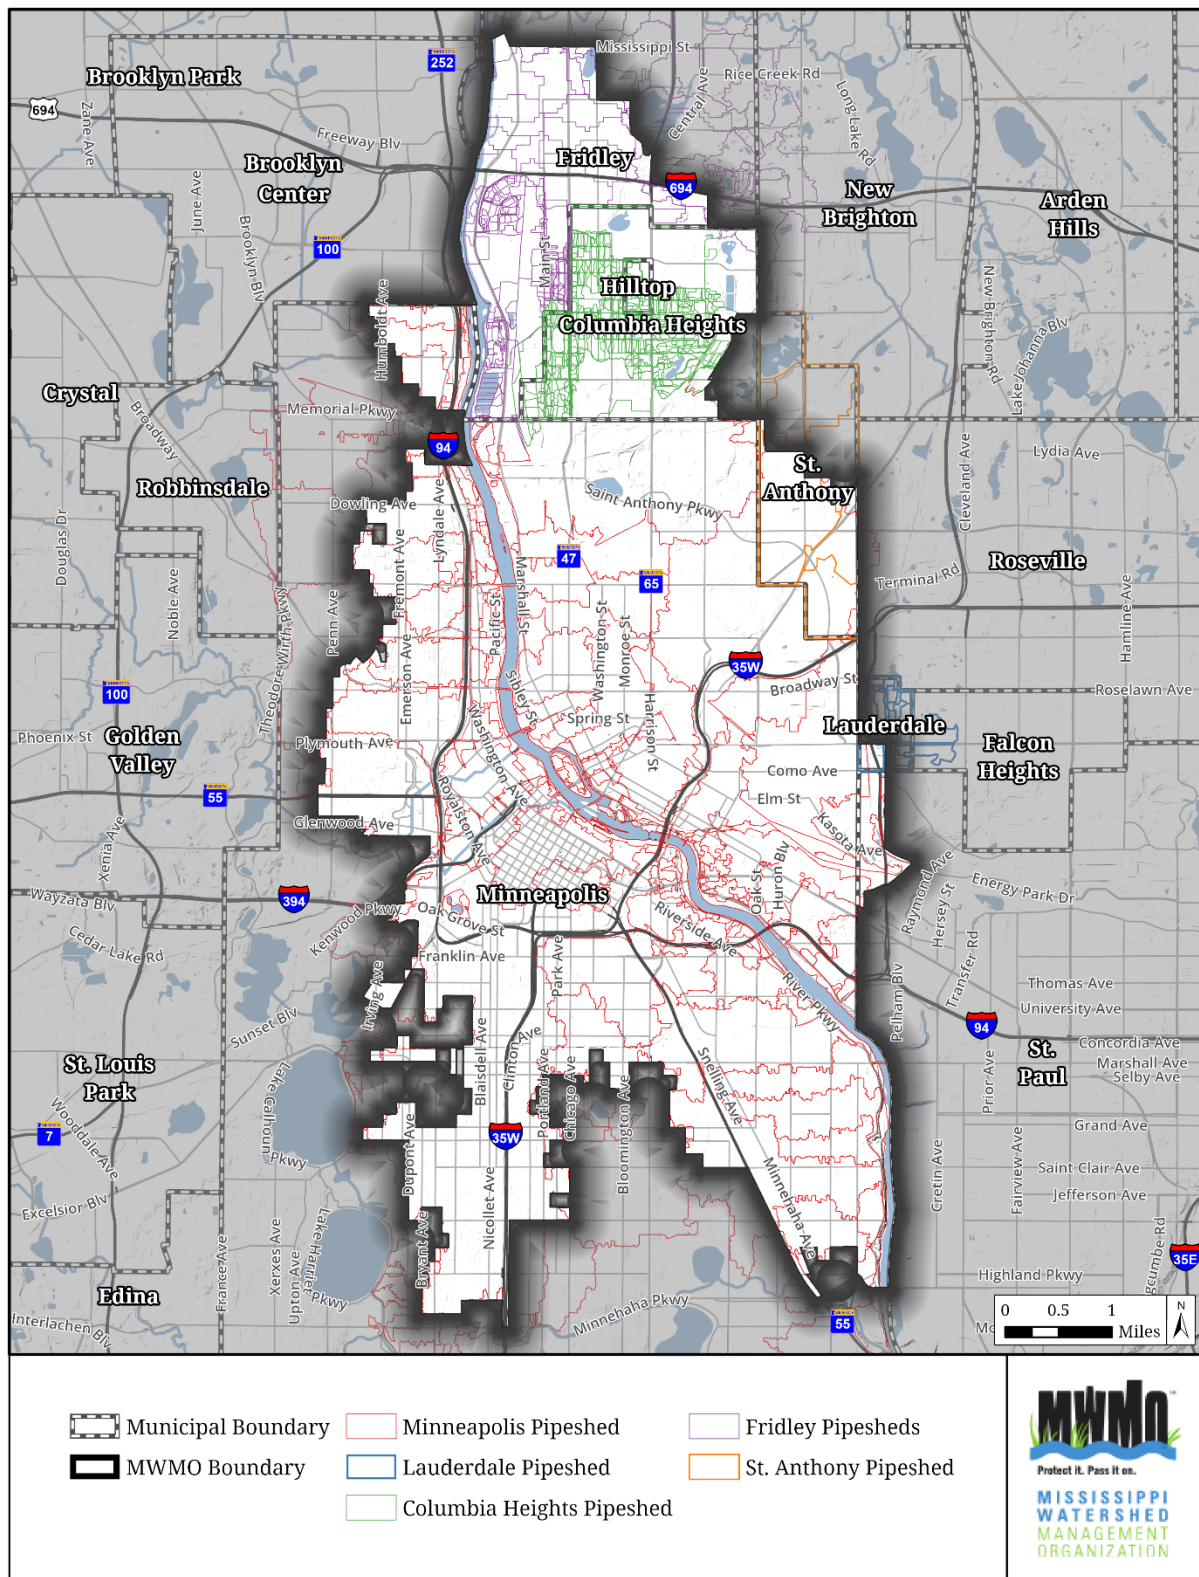 Mississippi St
252
Brooklyn Park
Rice Creek Rd
694
Zane Ave
Central Ave
Long Lake Rd
Freeway Blv
Fridley
Brooklyn
Center
694
New
Brighton
Arden
Hills
June Ave
100
Brooklyn Blv
Main St
Hilltop
Columbia Heights
Humboldt Ave
New Brighton Rd
Lake Johanna Blv
Crystal
Broadway
Memorial Pkwy
94
Lydia Ave
Cleveland Ave
St.
Anthony
Robbinsdale
Dowling Ave
Lyndale Ave
Saint Anthony Pkwy
Douglas Dr
47
65
Roseville
Terminal Rd
Noble Ave
Penn Ave
Fremont Ave
Pacific St
Marshall St
Washington St
Monroe St
Hamline Ave
Theodore Wirth Pkwy
Emerson Ave
35W
Broadway St
Roselawn Ave
100
Sibley St
Harrison St
Spring St
Lauderdale
Phoenix St
Golden
Valley
Plymouth Ave
Washington Ave
Falcon
Heights
Como Ave
Elm St
55
Royalston Ave
Glenwood Ave
Kasota Ave
Xenia Ave
Oak St
Huron Blv
Raymond Ave
Hersey St
Energy Park Dr
Wayzata Blv
394
Minneapolis
Kenwood Pkwy
Oak Grove St
Riverside Ave
Cedar Lake Rd
Franklin Ave
Park Ave
Transfer Rd
Irving Ave
River Pkwy
Pelham Blv
Thomas Ave
University Ave
Sunset Blv
94
Concordia Ave
St. Louis
Park
Blaisdell Ave
Clinton Ave
Snelling Ave
St.
Paul
Marshall Ave
Selby Ave
Prior Ave
Lake Calhoun
Pkwy
Portland Ave
Chicago Ave
Bloomington Ave
7
Wooddale Ave
35W
Grand Ave
Dupont Ave
Minnehaha Ave
Cretin Ave
Fairview Ave
Saint Clair Ave
Jefferson Ave
Excelsior Blv
Nicollet Ave
France Ave
Xerxes Ave
Upton Ave
Lake Harriet Pkwy
Bryant Ave
35E
Highland Pkwy
Edina
Interlachen Blv
Minnehaha Pkwy
55
0 0.5 1
Miles
N
Municipal Boundary
MWMO Boundary
Minneapolis Pipeshed
Lauderdale Pipeshed
Columbia Heights Pipeshed
Fridley Pipesheds
St. Anthony Pipeshed
MWMO
Protect it. Pass it on.
MISSISSIPPI
WATERSHED
MANAGEMENT
ORGANIZATION